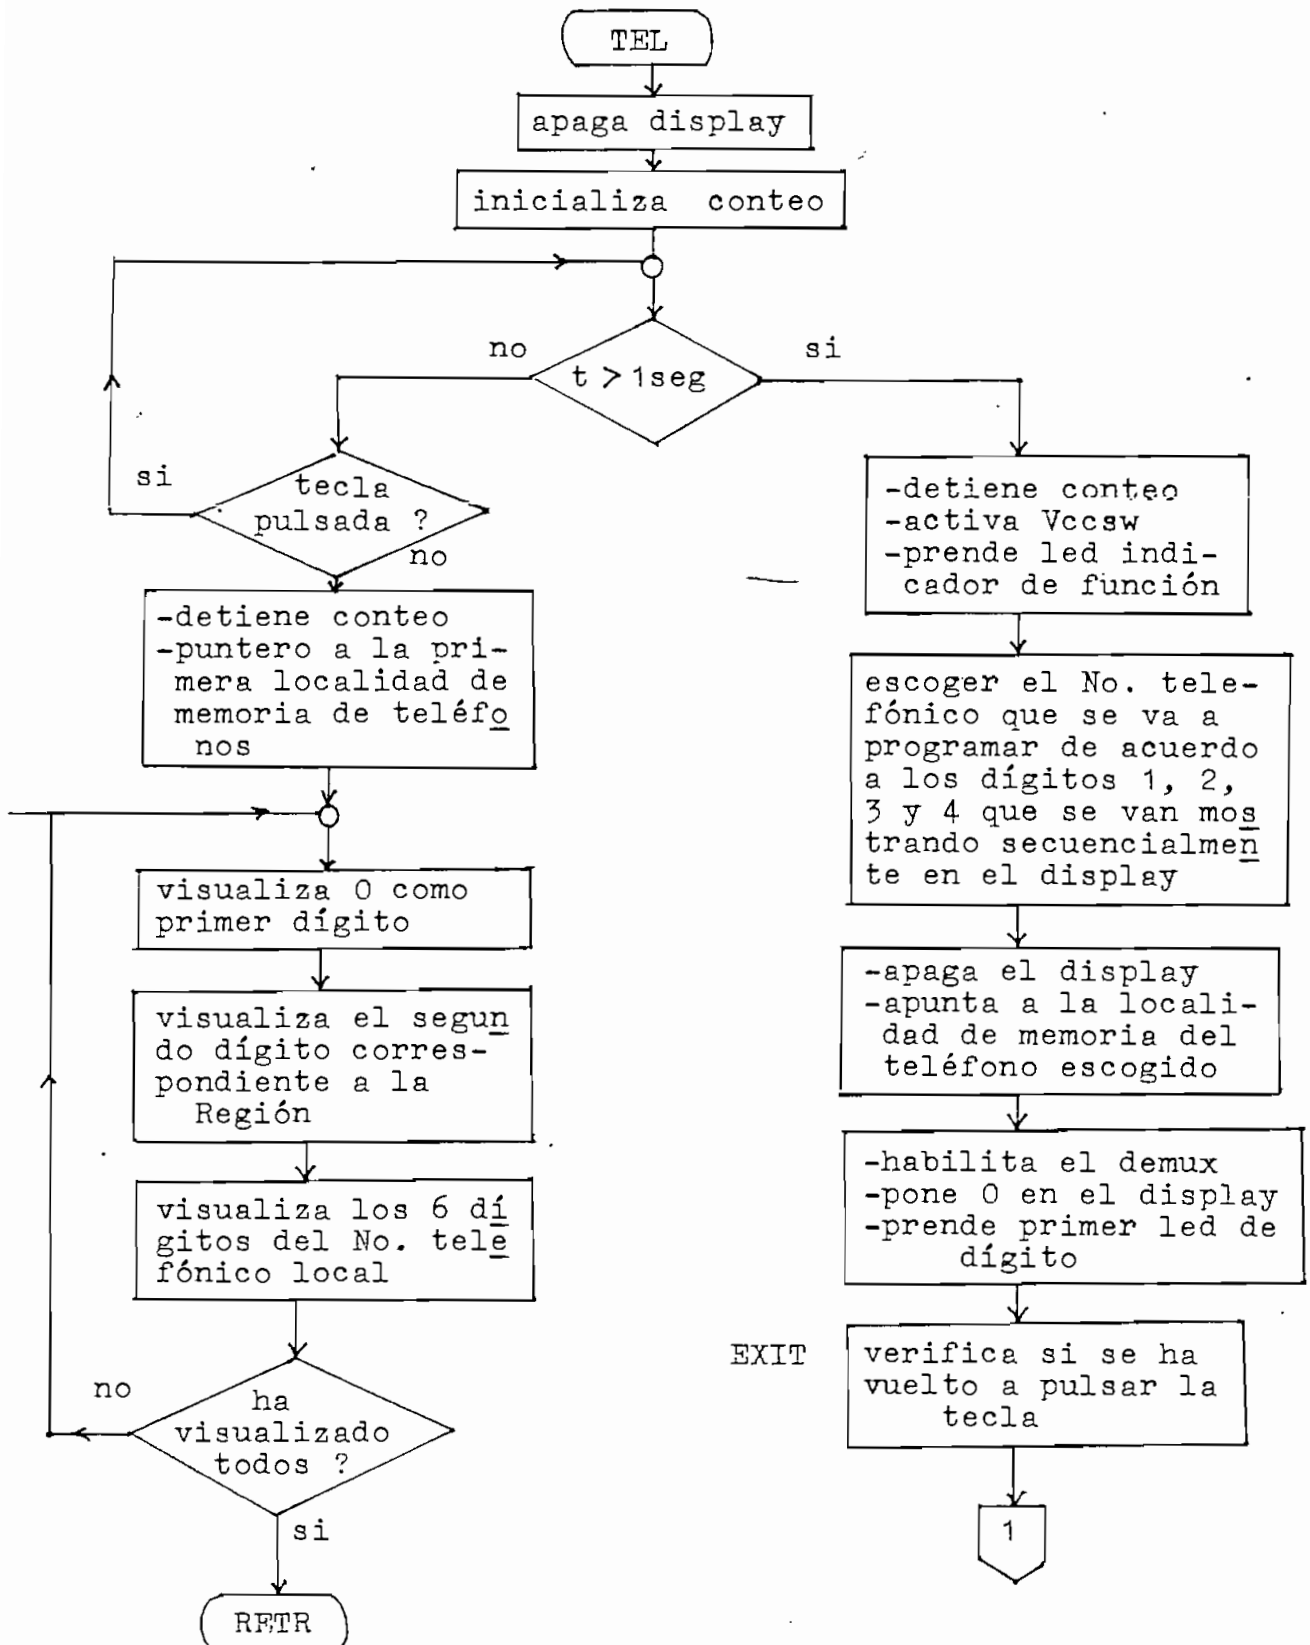 TEL
apaga display
inicializa conteo
no
t > 1seg
si
si
tecla
pulsada ?
no
-detiene conteo
-puntero a la pri-
mera localidad de
memoria de teléfo
nos
visualiza 0 como
primer dígito
visualiza el segun
do dígito corres-
pondiente a la
Región
visualiza los 6 dí
gitos del No. tele
fónico local
no
ha
visualizado
todos ?
si
RETR
-detiene conteo
-activa Vccsw
-prende led indi-
cador de función
escoger el No. tele-
fónico que se va a
programar de acuerdo
a los dígitos 1, 2,
3 y 4 que se van mos
trando secuencialmen
te en el display
-apaga el display
-apunta a la locali-
dad de memoria del
teléfono escogido
-habilita el demux
-pone 0 en el display
-prende primer led de
dígito
EXIT
verifica si se ha
vuelto a pulsar la
tecla
1